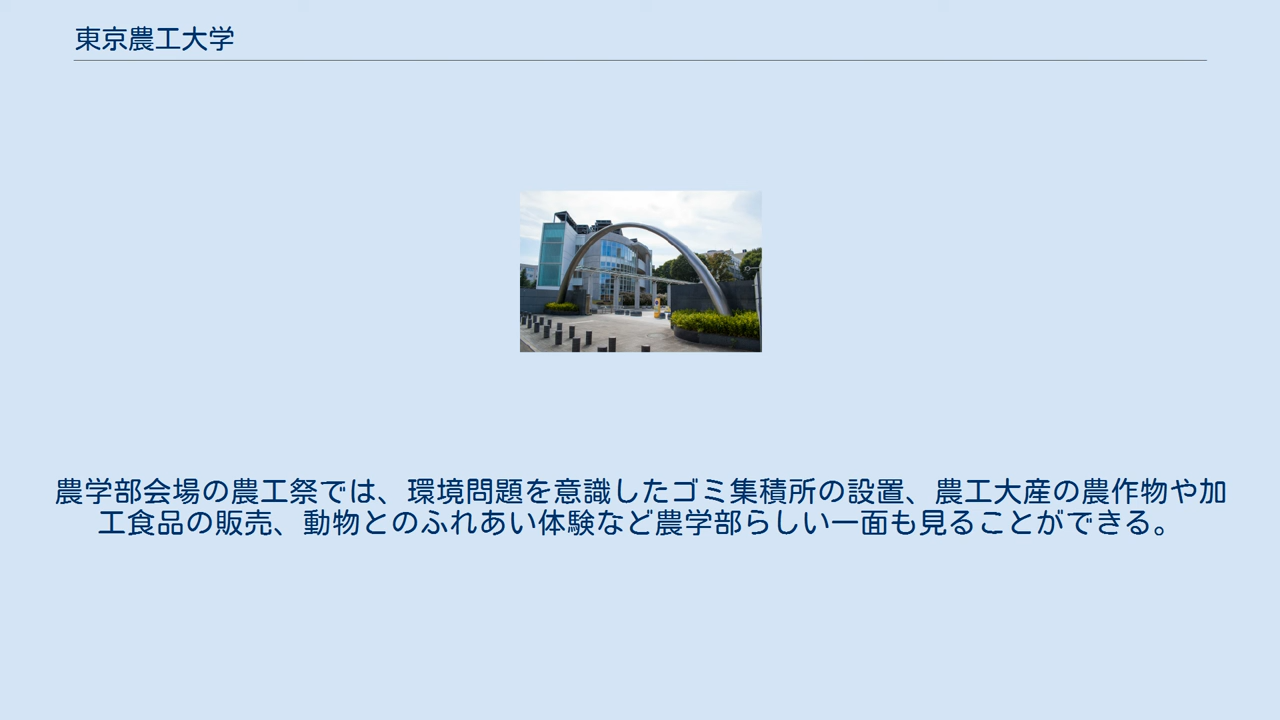 東京農工大学
農学部会場の農工祭では、環境問題を意識したゴミ集積所の設置、農工大産の農作物や加
工食品の販売、動物とのふれあい体験など農学部らしい一面も見ることができる。